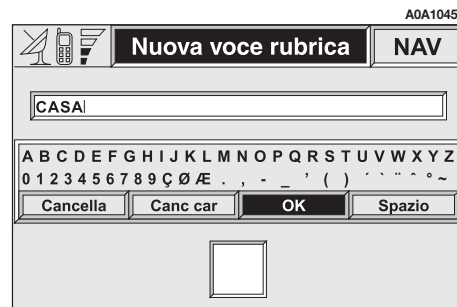 A0A1045
Nuova voce rubrica NAV
CASA
A B C D E F G H I J K L M N O P Q R S T U V W X Y Z
0 1 2 3 4 5 6 7 8 9 Ç Ø Æ . , - _ ' ( ) ´ ` ¨ ^ ° ~
Cancella Canc car OK Spazio